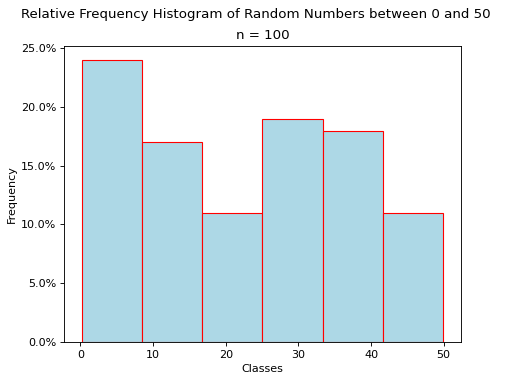 Relative Frequency Histogram of Random Numbers between 0 and 50
n = 100
25.0%
20.0%
15.0%
10.0%
5.0%
0.0%
Frequency
0 10 20 30 40 50
Classes